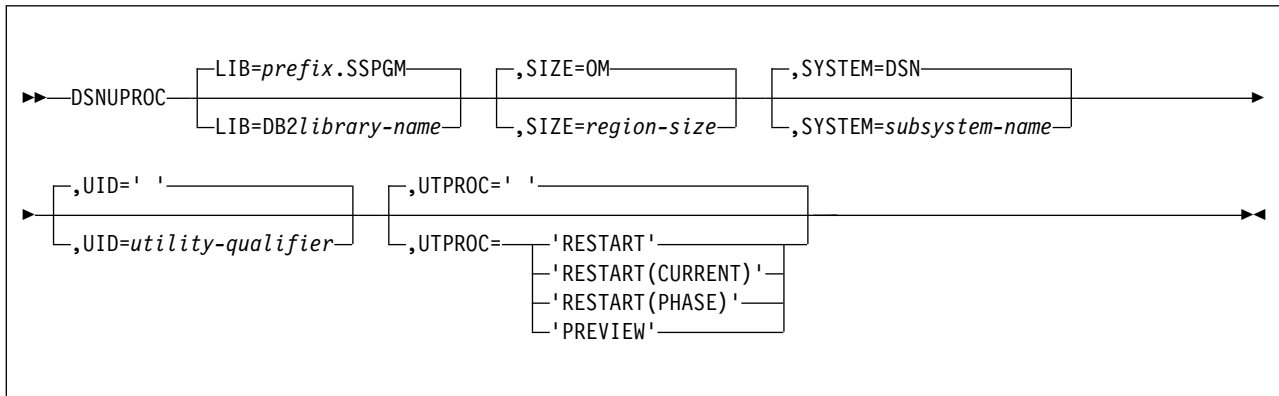 LIB=prefix.SSPGM ,SIZE=OM ,SYSTEM=DSN
DSNUPROC
LIB=DB2library-name ,SIZE=region-size ,SYSTEM=subsystem-name
,UID=' ' ,UTPROC=' '
,UID=utility-qualifier ,UTPROC= 'RESTART'
'RESTART(CURRENT)'
'RESTART(PHASE)'
'PREVIEW'